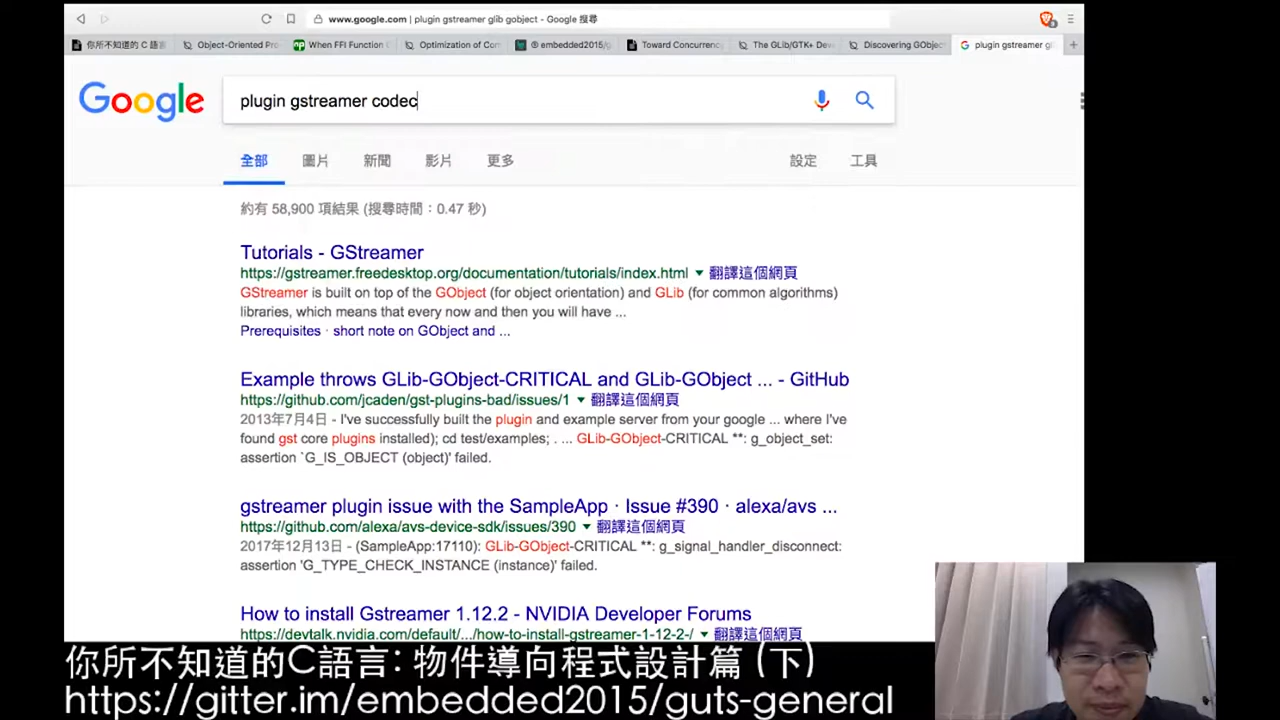 www.google.com | plugin gstreamer glib gobject - Google 搜尋
你所不知道的 C 語言
Object-Oriented Pro
When FFI Function C
Optimization of Com
® embedded2015/g
Toward Concurrency
The GLib/GTK+ Dev
Discovering GObjec
plugin gstreamer gl
Google
plugin gstreamer codec
全部 圖片 新聞 影片 更多 設定 工具
約有 58,900 項結果 (搜尋時間：0.47 秒)
Tutorials - GStreamer
https://gstreamer.freedesktop.org/documentation/tutorials/index.html ▼ 翻譯這個網頁
GStreamer is built on top of the GObject (for object orientation) and GLib (for common algorithms)
libraries, which means that every now and then you will have ...
Prerequisites · short note on GObject and ...
Example throws GLib-GObject-CRITICAL and GLib-GObject ... - GitHub
https://github.com/jcaden/gst-plugins-bad/issues/1 ▼ 翻譯這個網頁
2013年7月4日 - I've successfully built the plugin and example server from your google ... where I've
found gst core plugins installed); cd test/examples; . ... GLib-GObject-CRITICAL **: g_object_set:
assertion `G_IS_OBJECT (object)' failed.
gstreamer plugin issue with the SampleApp · Issue #390 · alexa/avs ...
https://github.com/alexa/avs-device-sdk/issues/390 ▼ 翻譯這個網頁
2017年12月13日 - (SampleApp:17110): GLib-GObject-CRITICAL **: g_signal_handler_disconnect:
assertion 'G_TYPE_CHECK_INSTANCE (instance)' failed.
How to install Gstreamer 1.12.2 - NVIDIA Developer Forums
https://devtalk.nvidia.com/default/.../how-to-install-gstreamer-1-12-2-/ ▼ 翻譯這個網頁
你所不知道的C語言: 物件導向程式設計篇 (下)
https://gitter.im/embedded2015/guts-general